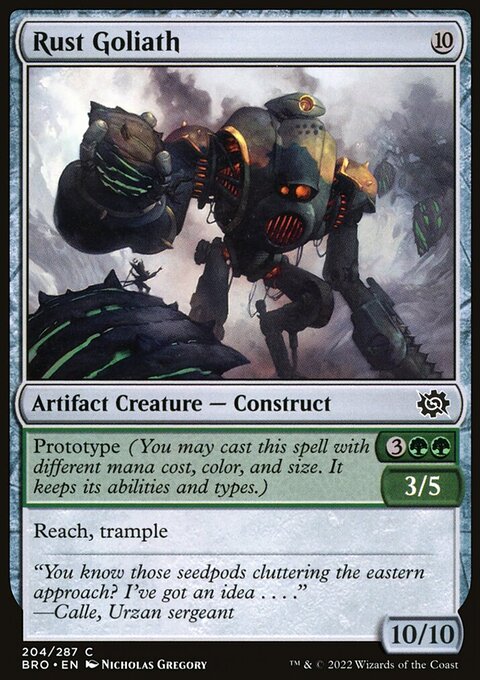 Rust Goliath 10
Artifact Creature — Construct
Prototype (You may cast this spell with
different mana cost, color, and size. It
keeps its abilities and types.)
3
3/5
Reach, trample
“You know those seedpods cluttering the eastern
approach? I’ve got an idea . . . .”
—Calle, Urzan sergeant
10/10
204/287 C
BRO • EN Nicholas Gregory
™ & © 2022 Wizards of the Coast